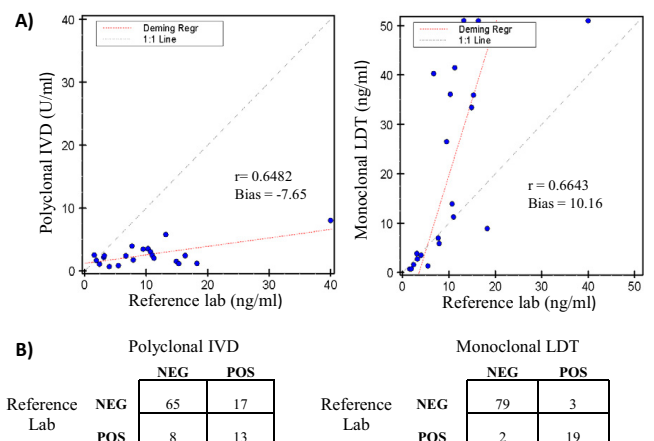 A)
Deming Regr
1:1 Line
Polyclonal IVD (U/ml)
40
30
20
10
0
r= 0.6482
Bias = -7.65
0 10 20 30 40
Reference lab (ng/ml)
Deming Regr
1:1 Line
Monoclonal LDT (ng/ml)
50
40
30
20
10
0
r = 0.6643
Bias = 10.16
0 10 20 30 40 50
Reference lab (ng/ml)
B)
Polyclonal IVD
NEG POS
Reference Lab
NEG 65 17
POS 8 13
Monoclonal LDT
NEG POS
Reference Lab
NEG 79 3
POS 2 19